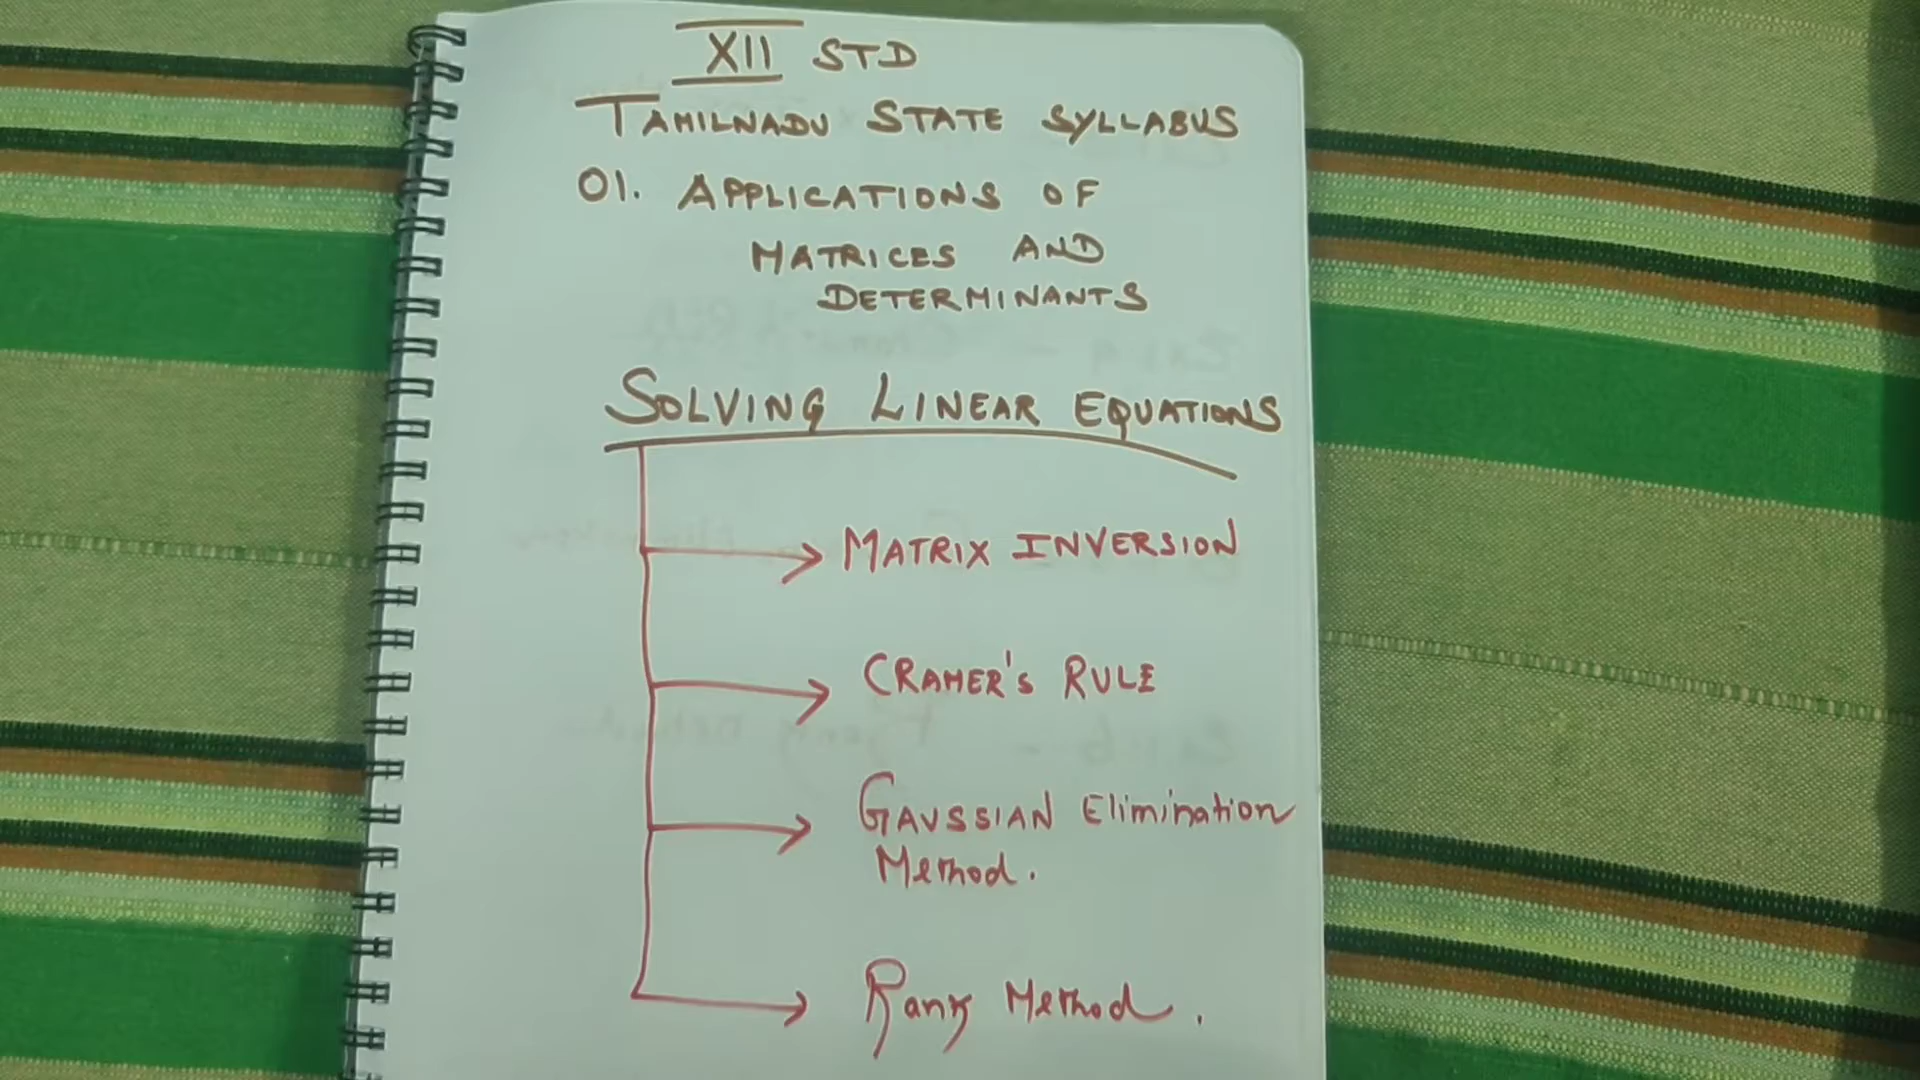 XII STD
TAMILNADU STATE SYLLABUS
01. APPLICATIONS OF
MATRICES AND
DETERMINANTS
SOLVING LINEAR EQUATIONS
MATRIX INVERSION
CRAMER'S RULE
GAUSSIAN Elimination
Method.
Rank Method.